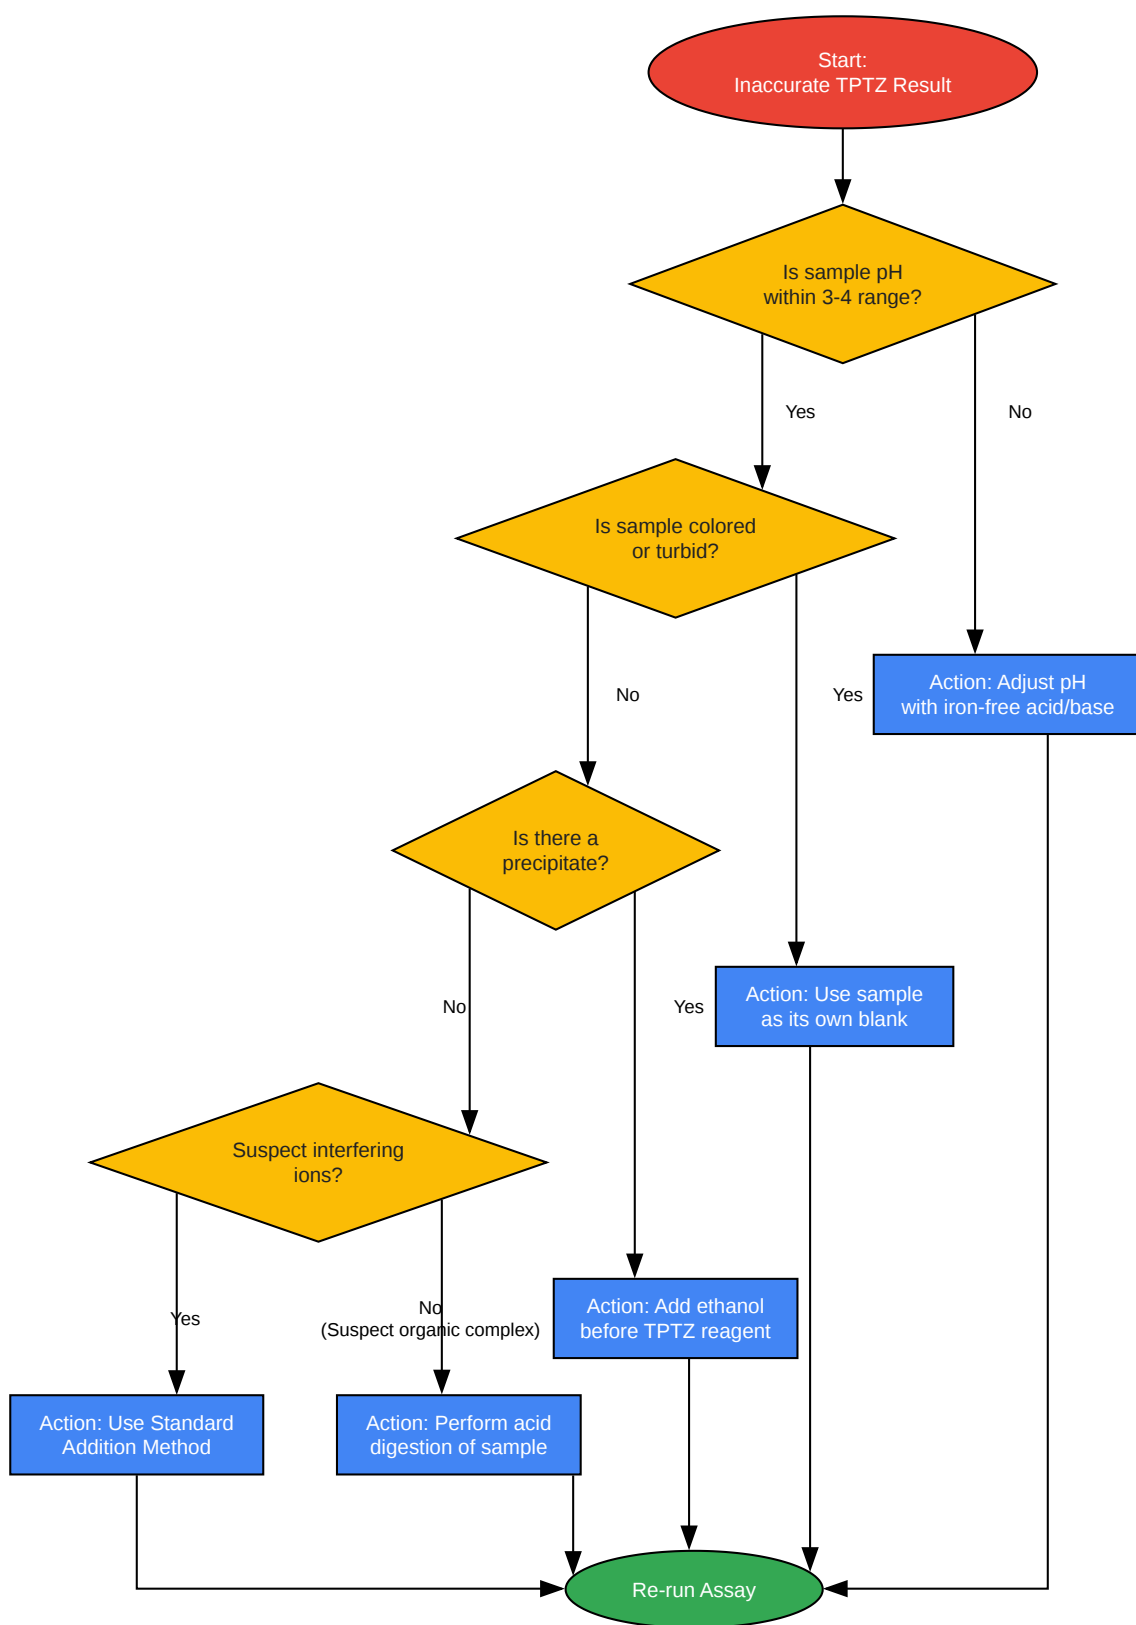 Start:
Inaccurate TPTZ Result
Is sample pH
within 3-4 range?
Yes
No
Is sample colored
or turbid?
No
Yes
Action: Adjust pH
with iron-free acid/base
Is there a
precipitate?
No
Yes
Action: Use sample
as its own blank
Suspect interfering
ions?
Yes
No
(Suspect organic complex)
Action: Add ethanol
before TPTZ reagent
Action: Use Standard
Addition Method
Action: Perform acid
digestion of sample
Re-run Assay